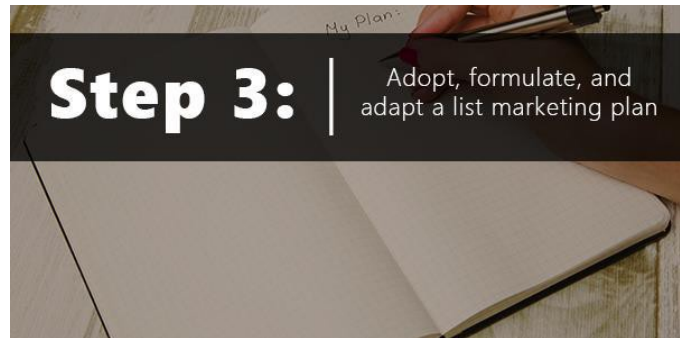 My Plan:
Step 3:
Adopt, formulate, and
adapt a list marketing plan